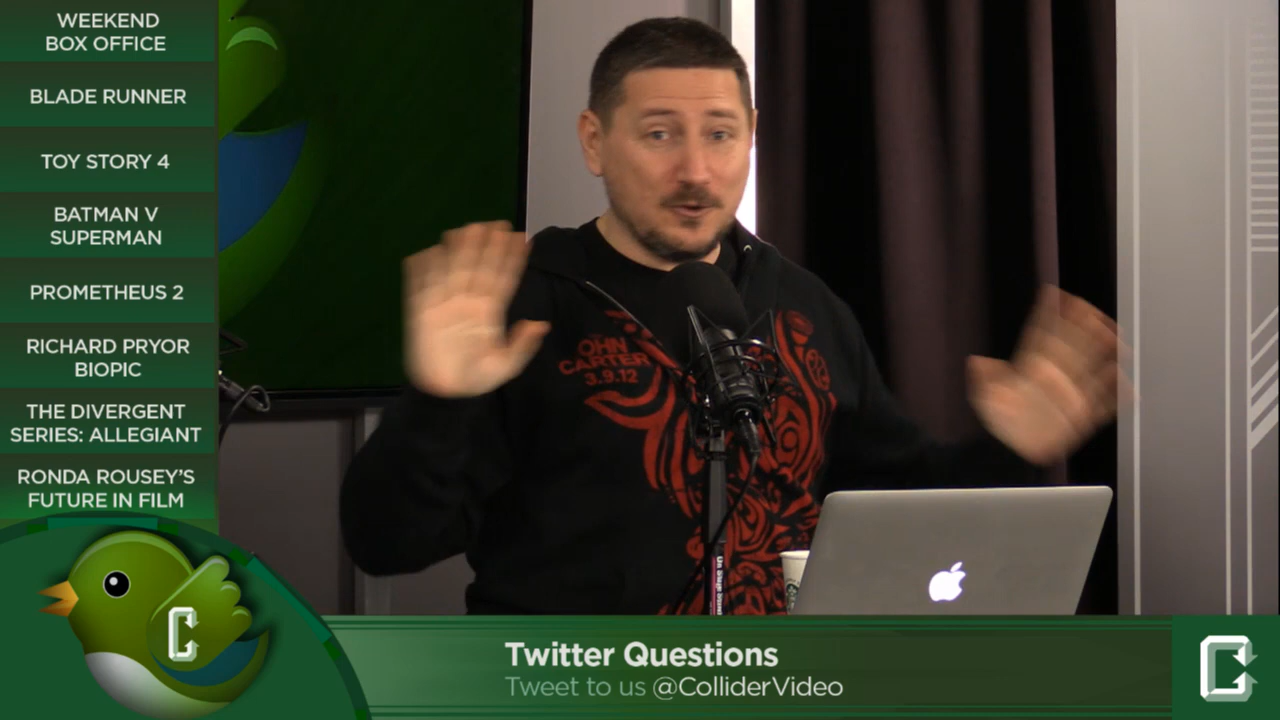 WEEKEND
BOX OFFICE
BLADE RUNNER
TOY STORY 4
BATMAN V
SUPERMAN
PROMETHEUS 2
RICHARD PRYOR
BIOPIC
THE DIVERGENT
SERIES: ALLEGIANT
RONDA ROUSEY'S
FUTURE IN FILM
JOHN
CARTER
3.9.12
Twitter Questions
Tweet to us @ColliderVideo